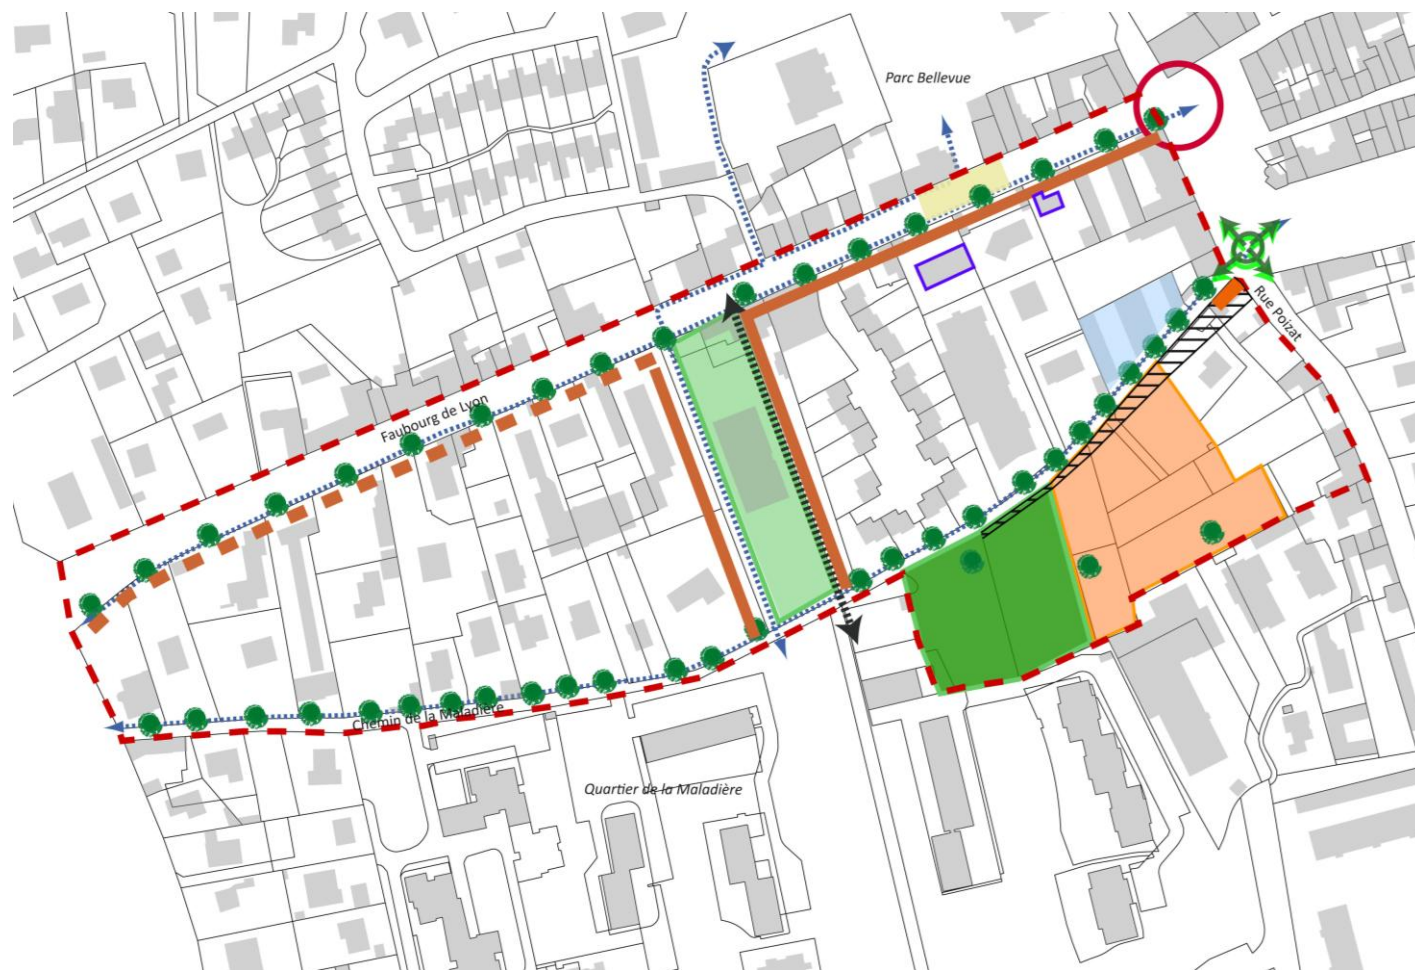 Parc Bellevue
Rue Poizat
Faubourg de Lyon
Chemin de la Maladière
Quartier de la Maladière